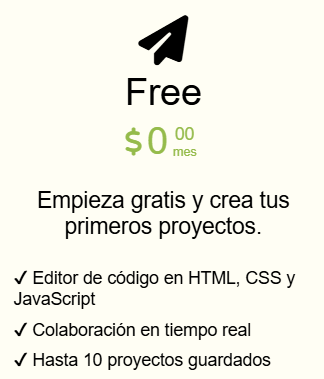 Free
$0 00
mes
Empieza gratis y crea tus
primeros proyectos.
✓ Editor de código en HTML, CSS y
JavaScript
✓ Colaboración en tiempo real
✓ Hasta 10 proyectos guardados